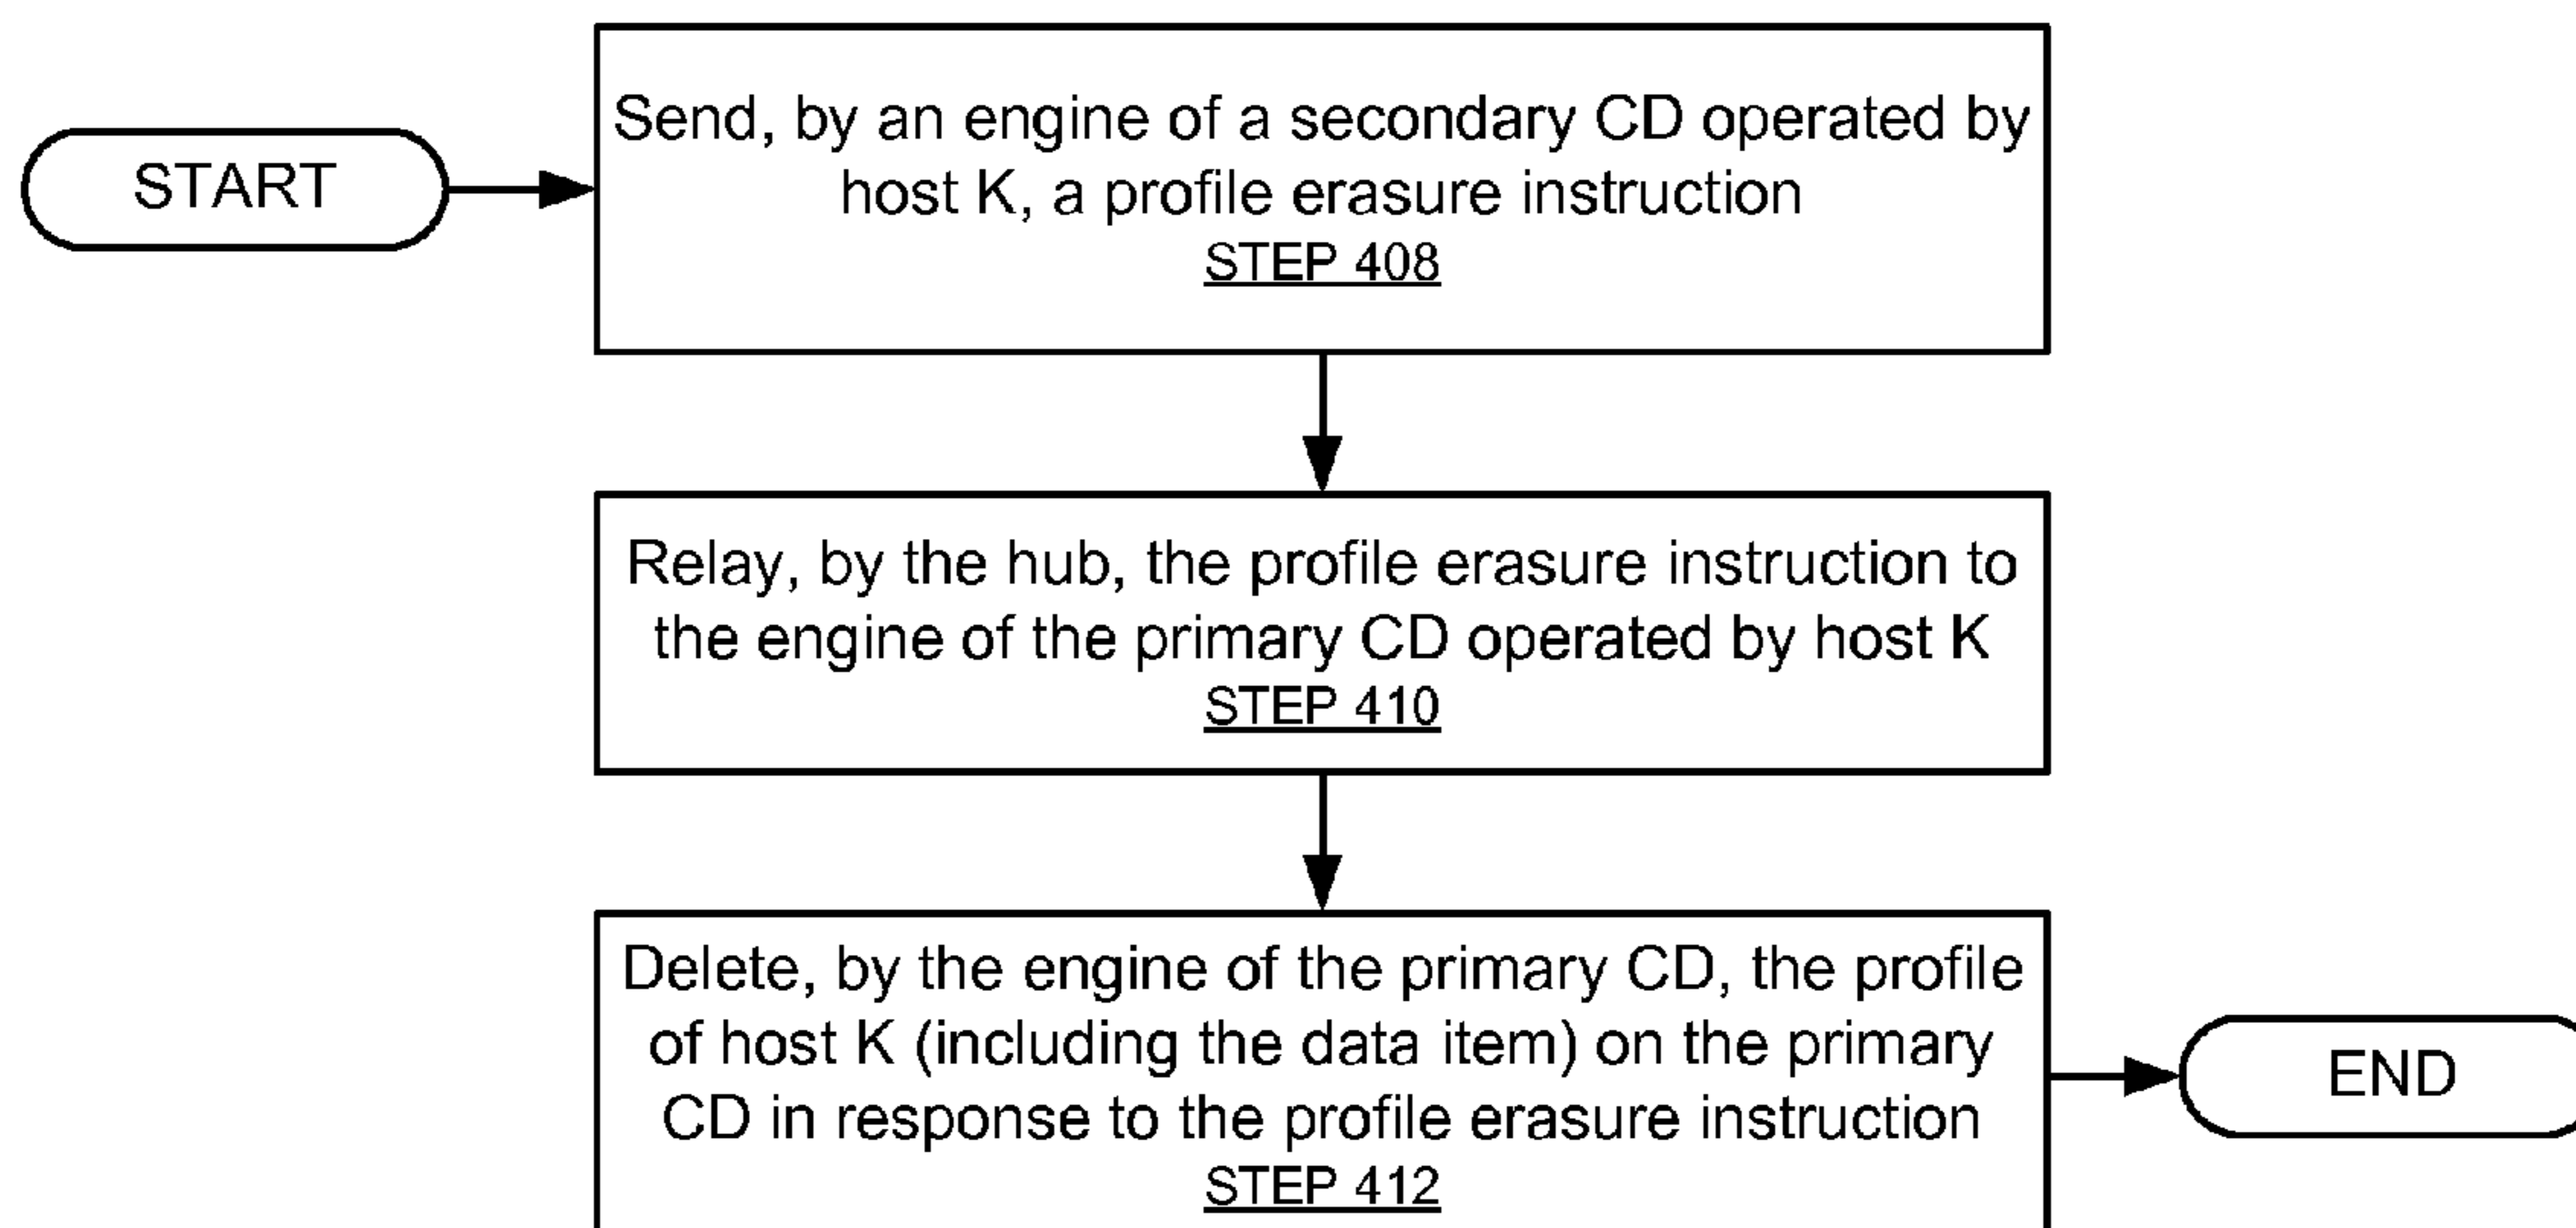 START
Send, by an engine of a secondary CD operated by
host K, a profile erasure instruction
STEP 408
Relay, by the hub, the profile erasure instruction to
the engine of the primary CD operated by host K
STEP 410
Delete, by the engine of the primary CD, the profile
of host K (including the data item) on the primary
CD in response to the profile erasure instruction
STEP 412
END